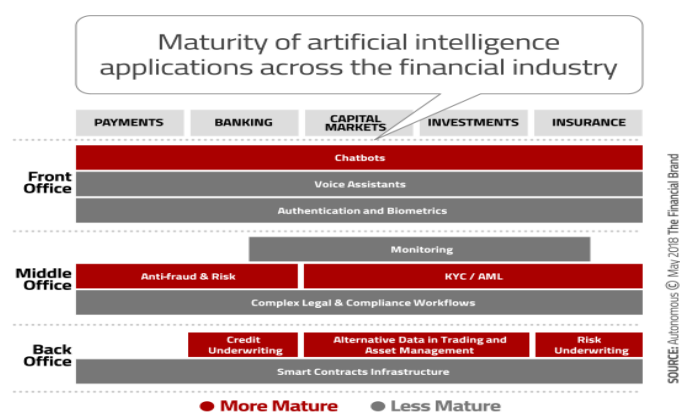 Maturity of artificial intelligence
applications across the financial industry
PAYMENTS
BANKING
CAPITAL
MARKETS
INVESTMENTS
INSURANCE
Front
Office
Chatbots
Voice Assistants
Authentication and Biometrics
Middle
Office
Monitoring
Anti-fraud & Risk
KYC / AML
Complex Legal & Compliance Workflows
Back
Office
Credit
Underwriting
Alternative Data in Trading and
Asset Management
Risk
Underwriting
Smart Contracts Infrastructure
More Mature
Less Mature
SOURCE: Autonomous © May 2018 The Financial Brand